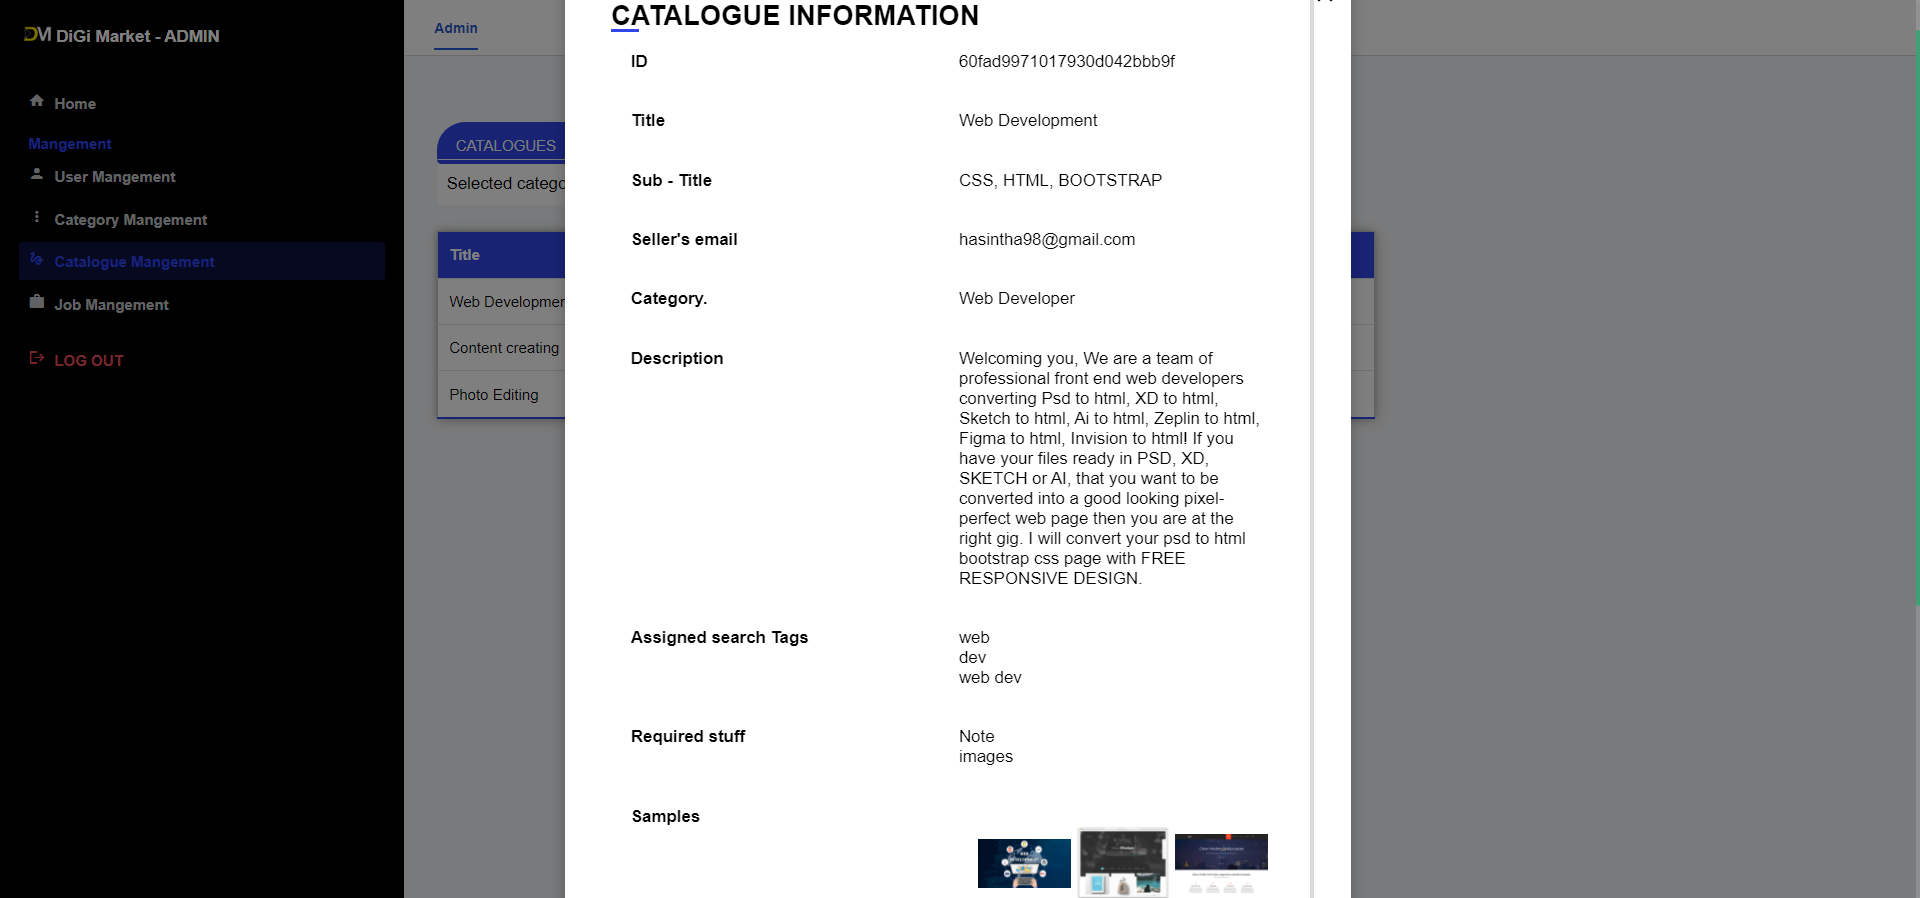 DM DiGi Market - ADMIN
Home
Mangement
User Mangement
Category Mangement
Catalogue Mangement
Job Mangement
LOG OUT
Admin
CATALOGUES
Selected catego
Title
Web Developmen
Content creating
Photo Editing
CATALOGUE INFORMATION
ID 60fad9971017930d042bbb9f
Title Web Development
Sub - Title CSS, HTML, BOOTSTRAP
Seller's email hasintha98@gmail.com
Category. Web Developer
Description Welcoming you, We are a team of
professional front end web developers
converting Psd to html, XD to html,
Sketch to html, Ai to html, Zeplin to html,
Figma to html, Invision to html! If you
have your files ready in PSD, XD,
SKETCH or AI, that you want to be
converted into a good looking pixel-
perfect web page then you are at the
right gig. I will convert your psd to html
bootstrap css page with FREE
RESPONSIVE DESIGN.
Assigned search Tags web
dev
web dev
Required stuff Note
images
Samples
WEB
DEVELOPMENT